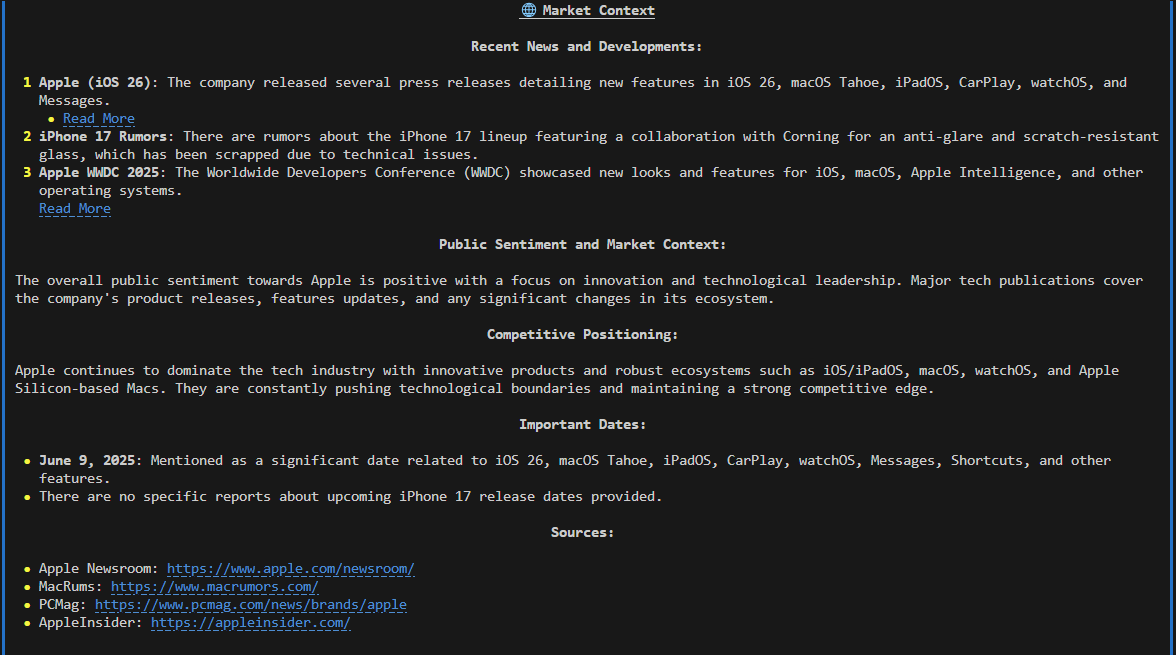 🌐 Market Context
Recent News and Developments:
1 Apple (iOS 26): The company released several press releases detailing new features in iOS 26, macOS Tahoe, iPadOS, CarPlay, watchOS, and
Messages.
• Read More
2 iPhone 17 Rumors: There are rumors about the iPhone 17 lineup featuring a collaboration with Corning for an anti-glare and scratch-resistant
glass, which has been scrapped due to technical issues.
3 Apple WWDC 2025: The Worldwide Developers Conference (WWDC) showcased new looks and features for iOS, macOS, Apple Intelligence, and other
operating systems.
Read More
Public Sentiment and Market Context:
The overall public sentiment towards Apple is positive with a focus on innovation and technological leadership. Major tech publications cover
the company's product releases, features updates, and any significant changes in its ecosystem.
Competitive Positioning:
Apple continues to dominate the tech industry with innovative products and robust ecosystems such as iOS/iPadOS, macOS, watchOS, and Apple
Silicon-based Macs. They are constantly pushing technological boundaries and maintaining a strong competitive edge.
Important Dates:
• June 9, 2025: Mentioned as a significant date related to iOS 26, macOS Tahoe, iPadOS, CarPlay, watchOS, Messages, Shortcuts, and other
features.
• There are no specific reports about upcoming iPhone 17 release dates provided.
Sources:
• Apple Newsroom: https://www.apple.com/newsroom/
• MacRums: https://www.macrumors.com/
• PCMag: https://www.pcmag.com/news/brands/apple
• AppleInsider: https://appleinsider.com/